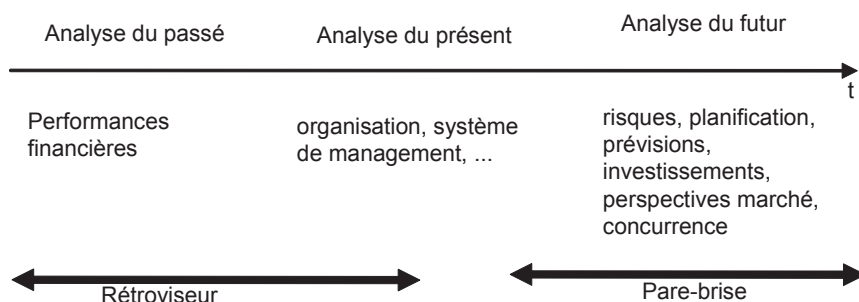 Analyse du passé
Analyse du présent
Analyse du futur
t
Performances
financières
organisation, système
de management, ...
risques, planification,
prévisions,
investissements,
perspectives marché,
concurrence
Rétroviseur
Pare-brise